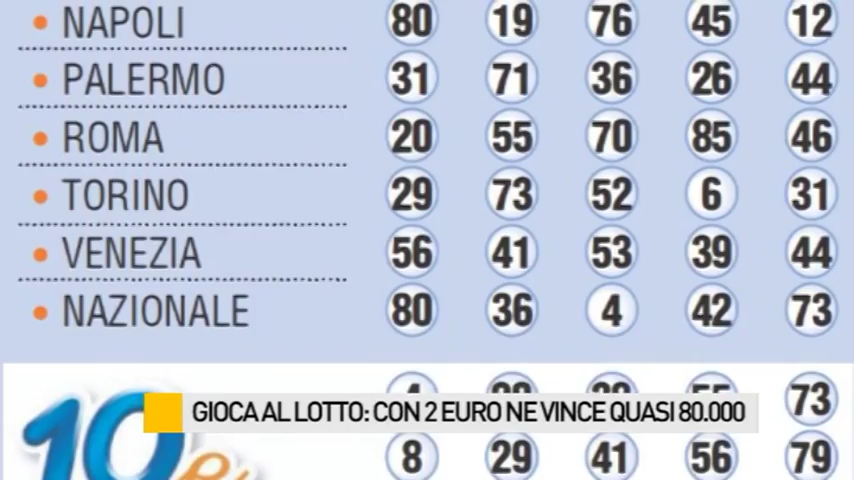 NAPOLI 80 19 76 45 12
PALERMO 31 71 36 26 44
ROMA 20 55 70 85 46
TORINO 29 73 52 6 31
VENEZIA 56 41 53 39 44
NAZIONALE 80 36 4 42 73
73
GIOCA AL LOTTO: CON 2 EURO NE VINCE QUASI 80.000
10 e
8 29 41 56 79